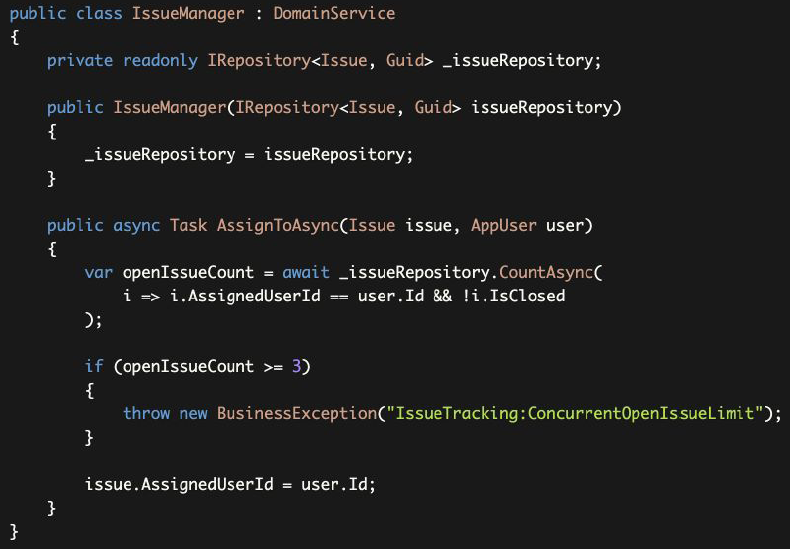 public class IssueManager : DomainService
{
    private readonly IRepository<Issue, Guid> _issueRepository;

    public IssueManager(IRepository<Issue, Guid> issueRepository)
    {
        _issueRepository = issueRepository;
    }

    public async Task AssignToAsync(Issue issue, AppUser user)
    {
        var openIssueCount = await _issueRepository.CountAsync(
            i => i.AssignedUserId == user.Id && !i.IsClosed
        );

        if (openIssueCount >= 3)
        {
            throw new BusinessException("IssueTracking:ConcurrentOpenIssueLimit");
        }

        issue.AssignedUserId = user.Id;
    }
}